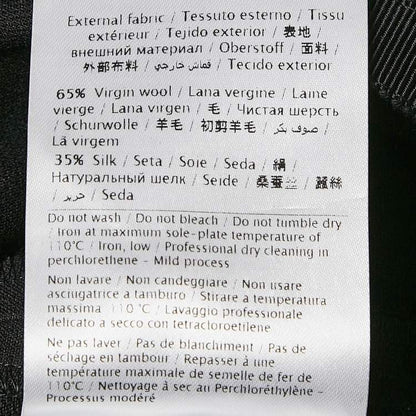 External fabric / Tessuto esterno / Tissu
extérieur / Tejido exterior / 表地 /
внешний материал / Oberstoff / 面料 /
外部布料 / قماش خارجي / Tecido exterior
65% Virgin wool / Lana vergine / Laine
vierge / Lana virgen / 毛 / Чистая шерсть
/ Schurwolle / 羊毛 / 初剪羊毛 / صوف بكر /
Lã virgem
35% Silk / Seta / Soie / Seda / 絹 /
Натуральный шелк / Seide / 桑蚕丝 / 蠶絲
/ حرير / Seda
Do not wash / Do not bleach / Do not tumble dry
/ Iron at maximum sole-plate temperature of
110°C / Iron, low / Professional dry cleaning in
perchlorethene - Mild process
Non lavare / Non candeggiare / Non usare
asciugatrice a tamburo / Stirare a temperatura
massima 110°C / Lavaggio professionale
delicato a secco con tetracloroetilene
Ne pas laver / Pas de blanchiment / Pas de
séchage en tambour / Repasser à une
température maximale de semelle de fer de
110°C / Nettoyage à sec au Perchloréthylène -
Processus modéré